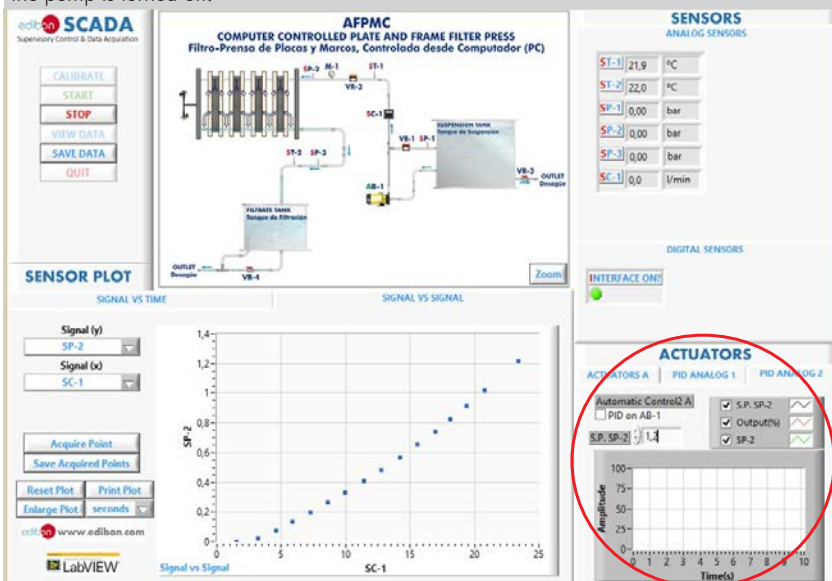 The pump is turned off.
edibon SCADA
Supervisory Control & Data Acquisition
CALIBRATE
START
STOP
VIEW DATA
SAVE DATA
QUIT
AFPMC
COMPUTER CONTROLLED PLATE AND FRAME FILTER PRESS
Filtro-Prensa de Placas y Marcos, Controlada desde Computador (PC)
SP-2
M-1
ST-1
VR-2
SC-1
SUSPENSION TANK
Tanque de Suspención
VR-1
SP-1
ST-2
SP-3
VR-3
OUTLET
Desagüe
AB-1
FILTRATE TANK
Tanque de Filtración
OUTLET
Desagüe
VR-4
Zoom
SENSORS
ANALOG SENSORS
ST-1 21,9 ºC
ST-2 22,0 ºC
SP-1 0,00 bar
SP-2 0,00 bar
SP-3 0,00 bar
SC-1 0,0 l/min
DIGITAL SENSORS
INTERFACE ON?
SENSOR PLOT
SIGNAL VS TIME
SIGNAL VS SIGNAL
Signal (y)
SP-2
Signal (x)
SC-1
Acquire Point
Save Acquired Points
Reset Plot
Print Plot
Enlarge Plot
seconds
edibon www.edibon.com
LabVIEW
1,4
1,2
1
0,8
0,6
0,4
0,2
0
SP-2
0 5 10 15 20 25
SC-1
Signal vs Signal
ACTUATORS
ACTUATORS A
PID ANALOG 1
PID ANALOG 2
Automatic Control2 A
PID on AB-1
S.P. SP-2 1,2
S.P. SP-2
Output(%)
SP-2
100
75
50
25
0
Amplitude
0 1 2 3 4 5 6 7 8 9 10
Time(s)